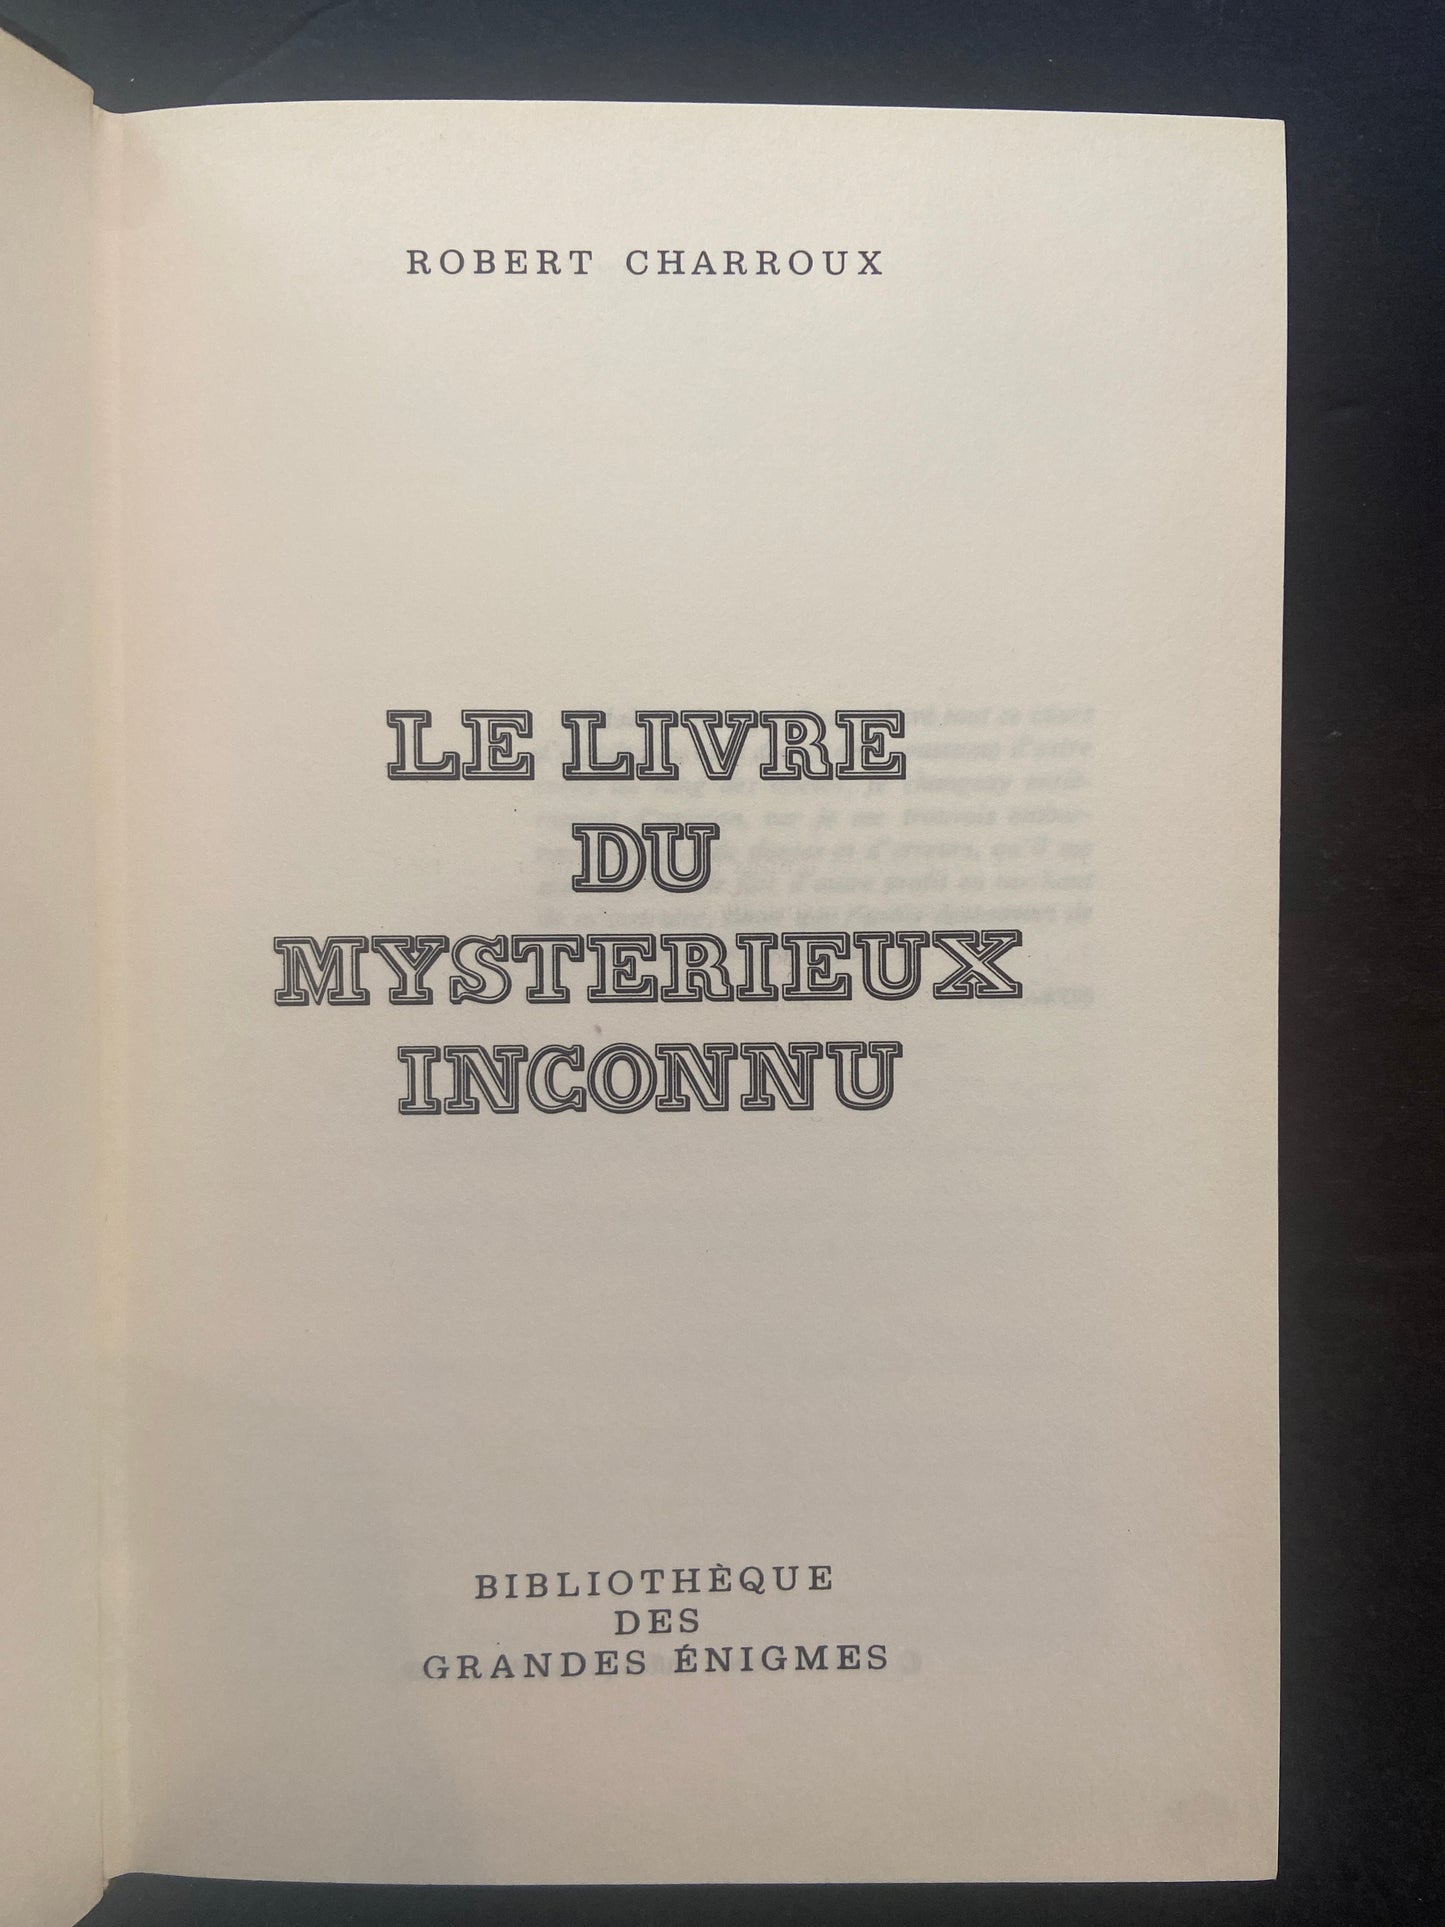 ROBERT CHARROUX
LE LIVRE
DU
MYSTERIEUX
INCONNU
BIBLIOTHÈQUE
DES
GRANDES ÉNIGMES